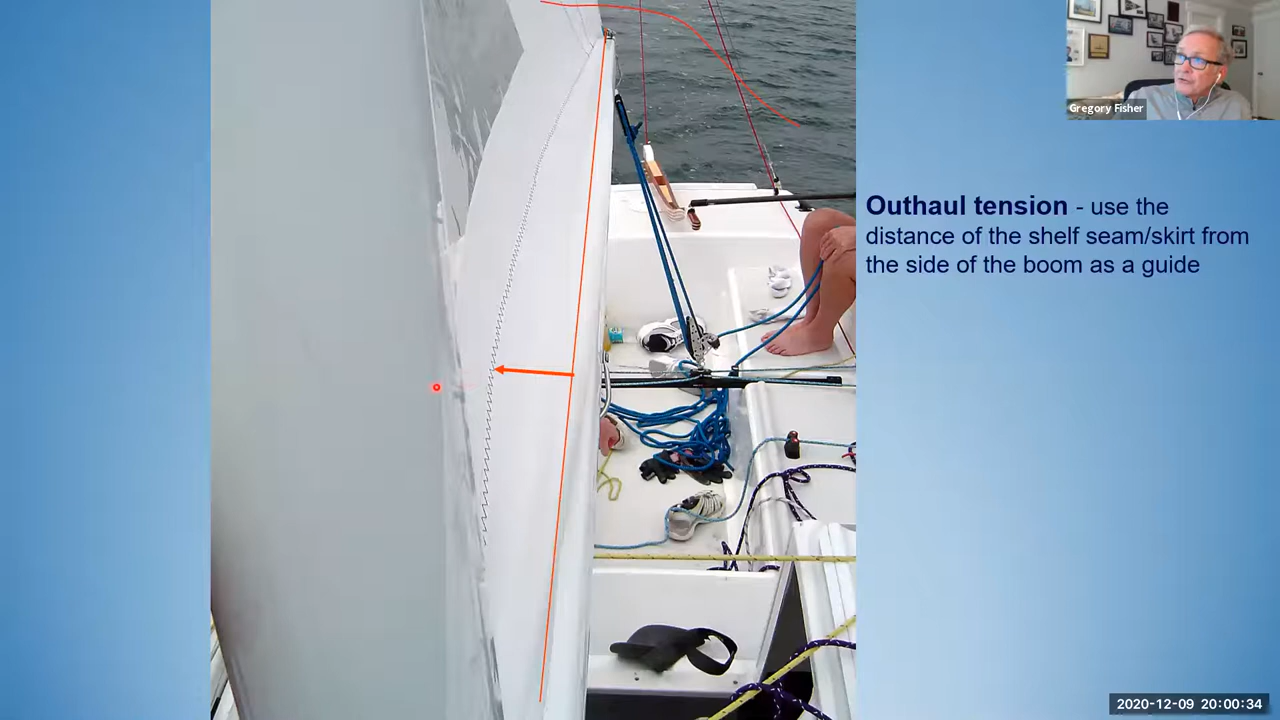 Gregory Fisher
Outhaul tension - use the
distance of the shelf seam/skirt from
the side of the boom as a guide
2020-12-09 20:00:34